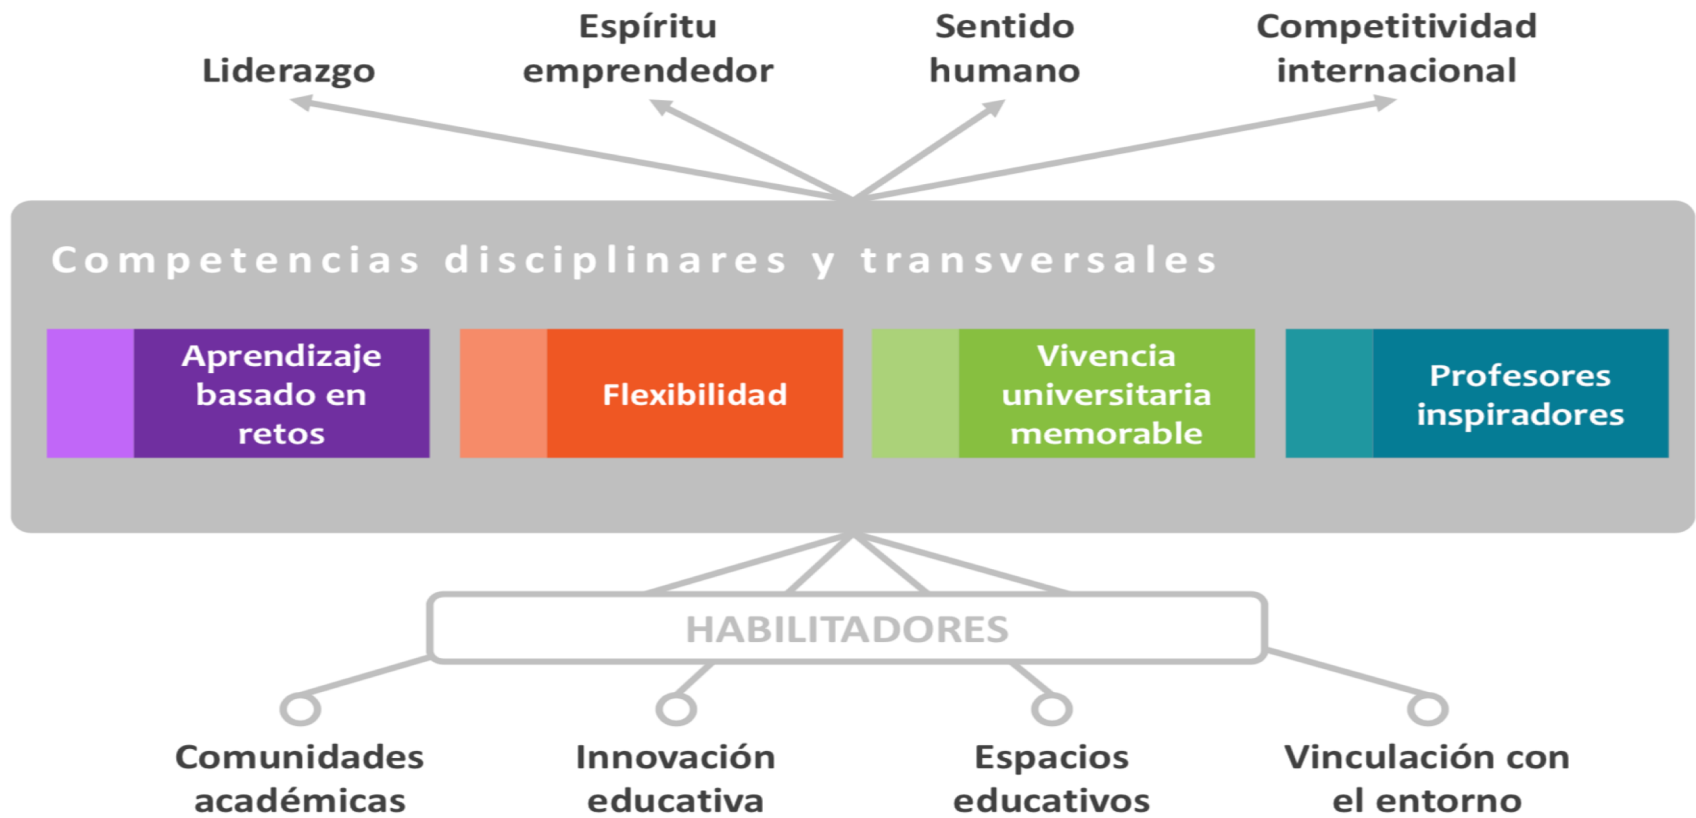 Liderazgo
Espíritu
emprendedor
Sentido
humano
Competitividad
internacional
Competencias disciplinares y transversales
Aprendizaje
basado en
retos
Flexibilidad
Vivencia
universitaria
memorable
Profesores
inspiradores
HABILITADORES
Comunidades
académicas
Innovación
educativa
Espacios
educativos
Vinculación con
el entorno